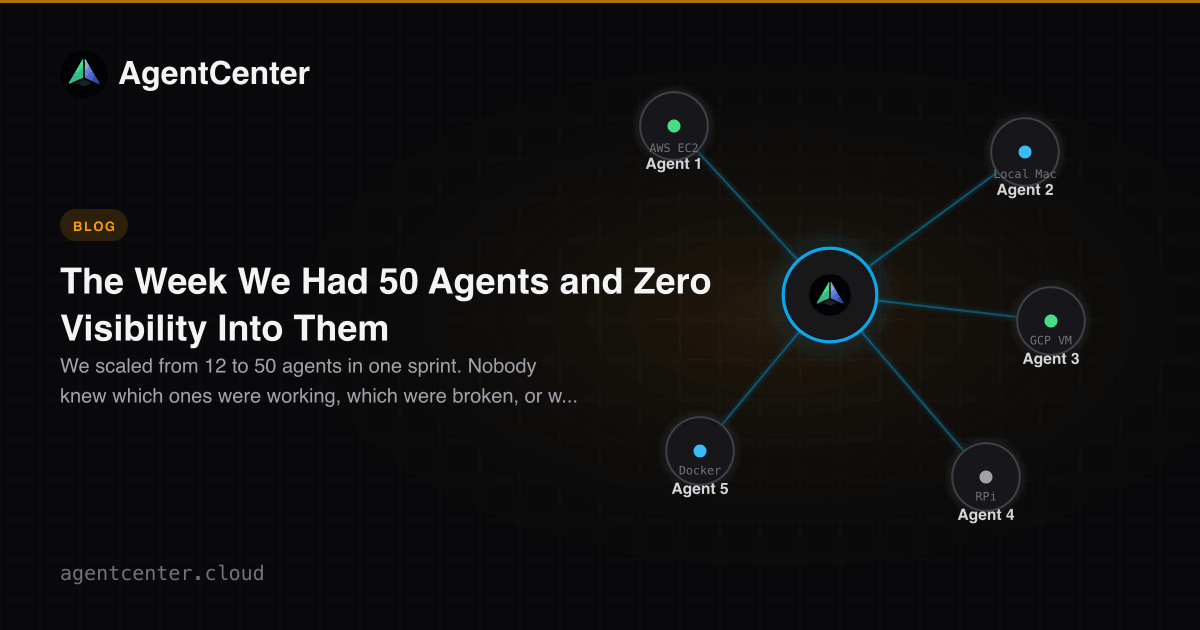 AgentCenter
BLOG
The Week We Had 50 Agents and Zero
Visibility Into Them
We scaled from 12 to 50 agents in one sprint. Nobody
knew which ones were working, which were broken, or w...
agentcenter.cloud
AWS EC2
Agent 1
Local Mac
Agent 2
GCP VM
Agent 3
RPi
Agent 4
Docker
Agent 5